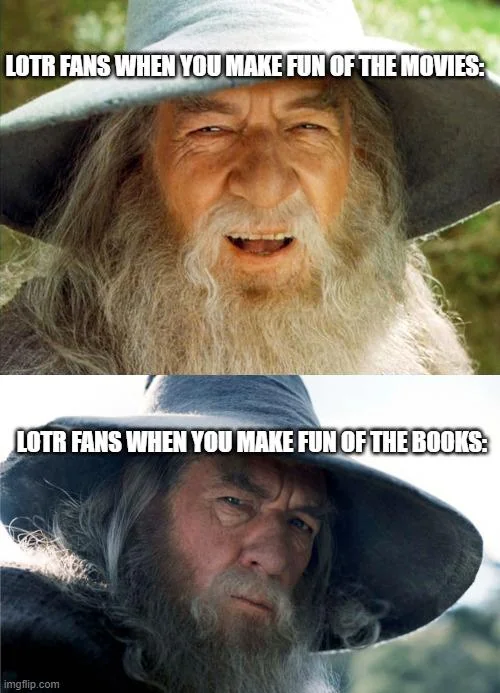 LOTR FANS WHEN YOU MAKE FUN OF THE MOVIES:
LOTR FANS WHEN YOU MAKE FUN OF THE BOOKS:
imgflip.com